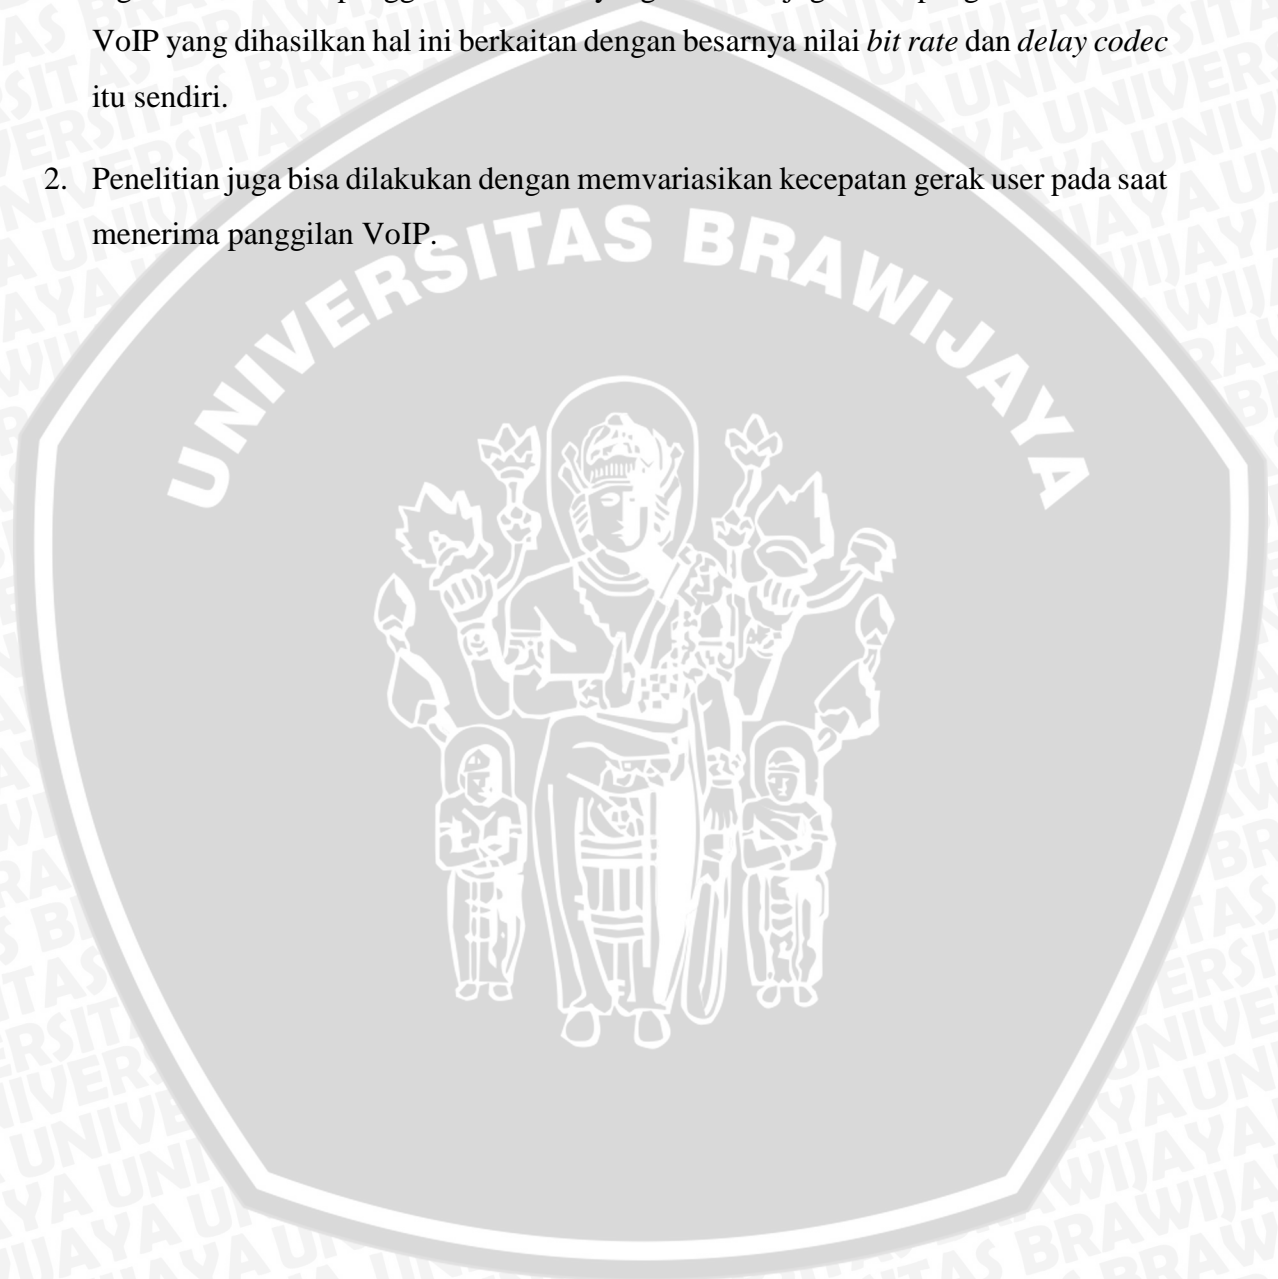 VoIP yang dihasilkan hal ini berkaitan dengan besarnya nilai bit rate dan delay codec
itu sendiri.
2. Penelitian juga bisa dilakukan dengan memvariasikan kecepatan gerak user pada saat
menerima panggilan VoIP.
UNIVERSITAS BRAWIJAYA